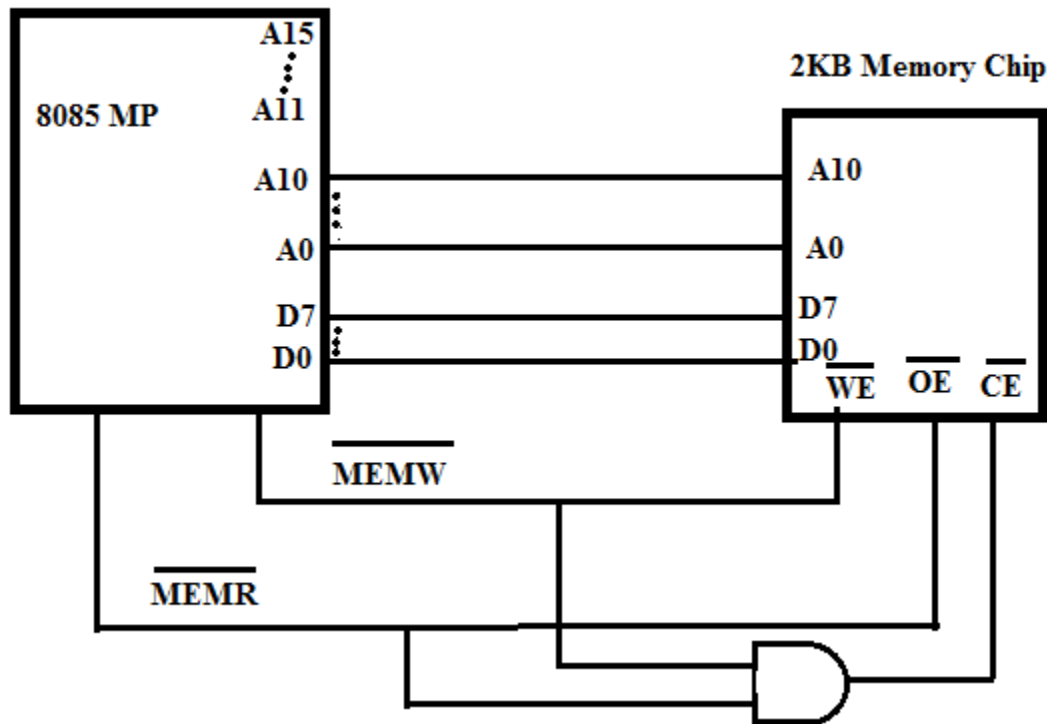 A15
2KB Memory Chip
8085 MP
A11
A10
A10
A0
A0
D7
D7
D0
D0
WE
OE
CE
MEMW
MEMR